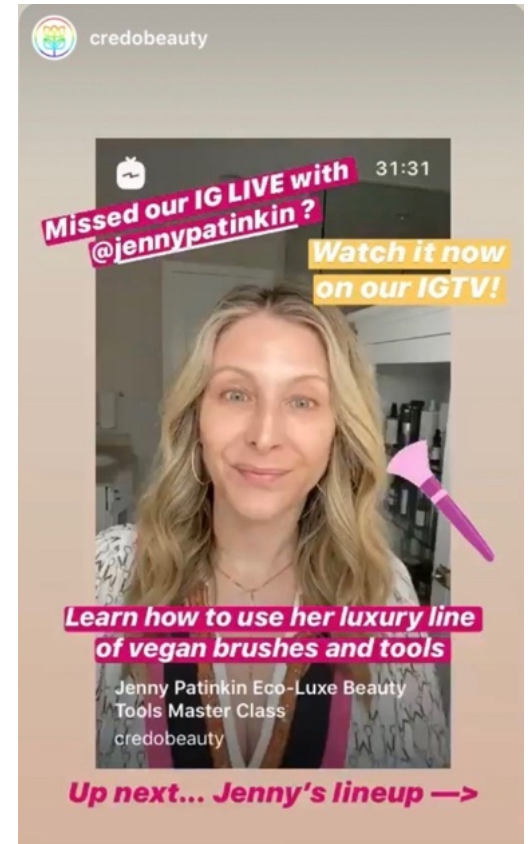 credobeauty
31:31
Missed our IG LIVE with
@jennypatinkin ?
Watch it now
on our IGTV!
Learn how to use her luxury line
of vegan brushes and tools
Jenny Patinkin Eco-Luxe Beauty
Tools Master Class
credobeauty
Up next... Jenny's lineup —>